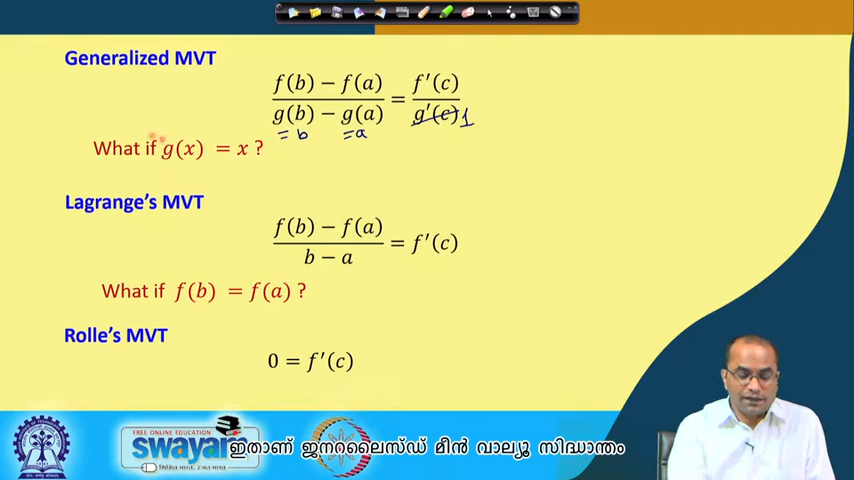 Generalized MVT
f(b) − f(a) / g(b) − g(a) = f′(c) / g′(c) 1
= b = a
What if g(x) = x ?
Lagrange's MVT
f(b) − f(a) / b − a = f′(c)
What if f(b) = f(a) ?
Rolle's MVT
0 = f′(c)
FREE ONLINE EDUCATION
swayam
ഇതാണ് ജനറലൈസ്ഡ് മീൻ വാല്യൂ സിദ്ധാന്തം